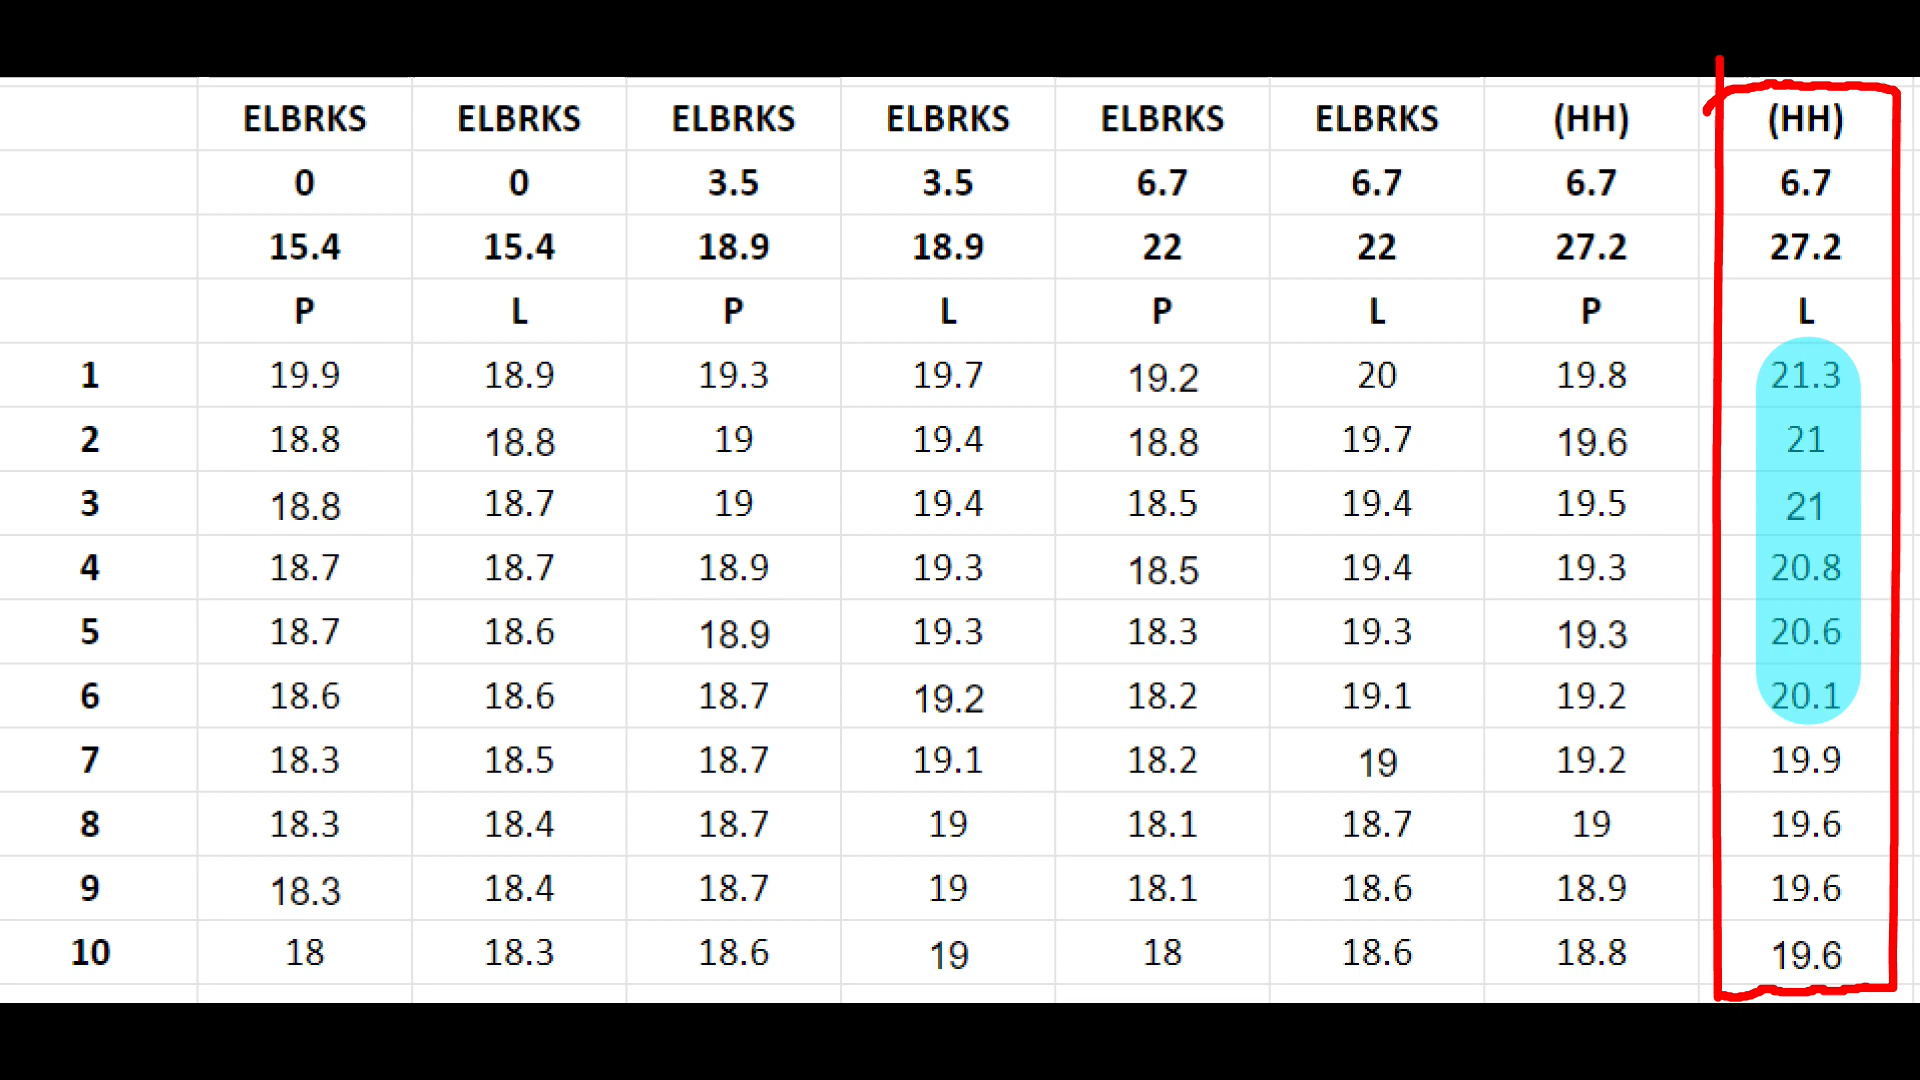 ELBRKS ELBRKS ELBRKS ELBRKS ELBRKS ELBRKS (HH) (HH)
0 0 3.5 3.5 6.7 6.7 6.7 6.7
15.4 15.4 18.9 18.9 22 22 27.2 27.2
P L P L P L P L
1 19.9 18.9 19.3 19.7 19.2 20 19.8 21.3
2 18.8 18.8 19 19.4 18.8 19.7 19.6 21
3 18.8 18.7 19 19.4 18.5 19.4 19.5 21
4 18.7 18.7 18.9 19.3 18.5 19.4 19.3 20.8
5 18.7 18.6 18.9 19.3 18.3 19.3 19.3 20.6
6 18.6 18.6 18.7 19.2 18.2 19.1 19.2 20.1
7 18.3 18.5 18.7 19.1 18.2 19 19.2 19.9
8 18.3 18.4 18.7 19 18.1 18.7 19 19.6
9 18.3 18.4 18.7 19 18.1 18.6 18.9 19.6
10 18 18.3 18.6 19 18 18.6 18.8 19.6